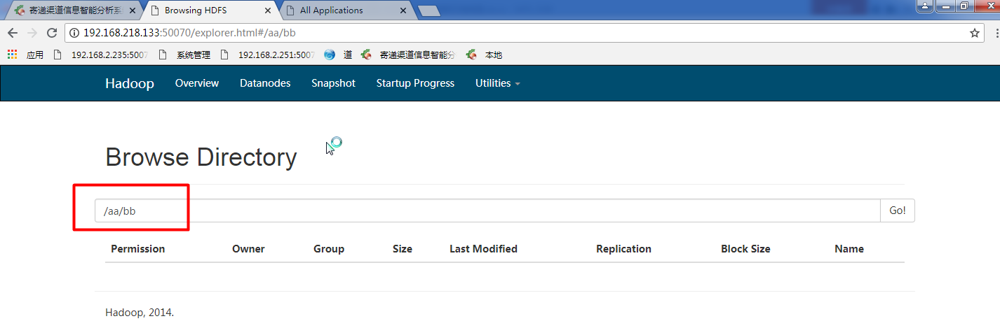 寄递渠道信息智能分析系 Browsing HDFS All Applications
192.168.218.133:50070/explorer.html#/aa/bb
应用 192.168.2.235:5007 系统管理 192.168.2.251:5007 道 寄递渠道信息智能分 本地
Hadoop Overview Datanodes Snapshot Startup Progress Utilities
Browse Directory
/aa/bb Go!
Permission Owner Group Size Last Modified Replication Block Size Name
Hadoop, 2014.